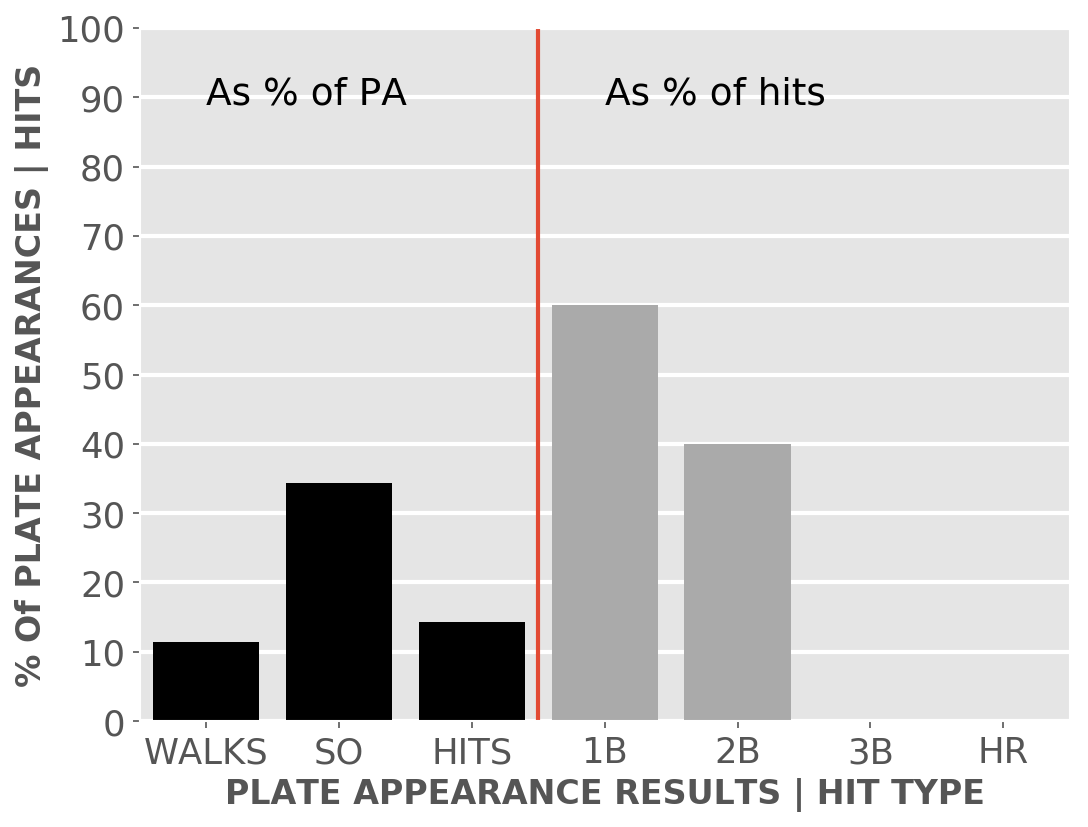 100
90
80
70
60
50
40
30
20
10
0
% Of PLATE APPEARANCES | HITS
As % of PA
As % of hits
WALKS SO HITS 1B 2B 3B HR
PLATE APPEARANCE RESULTS | HIT TYPE